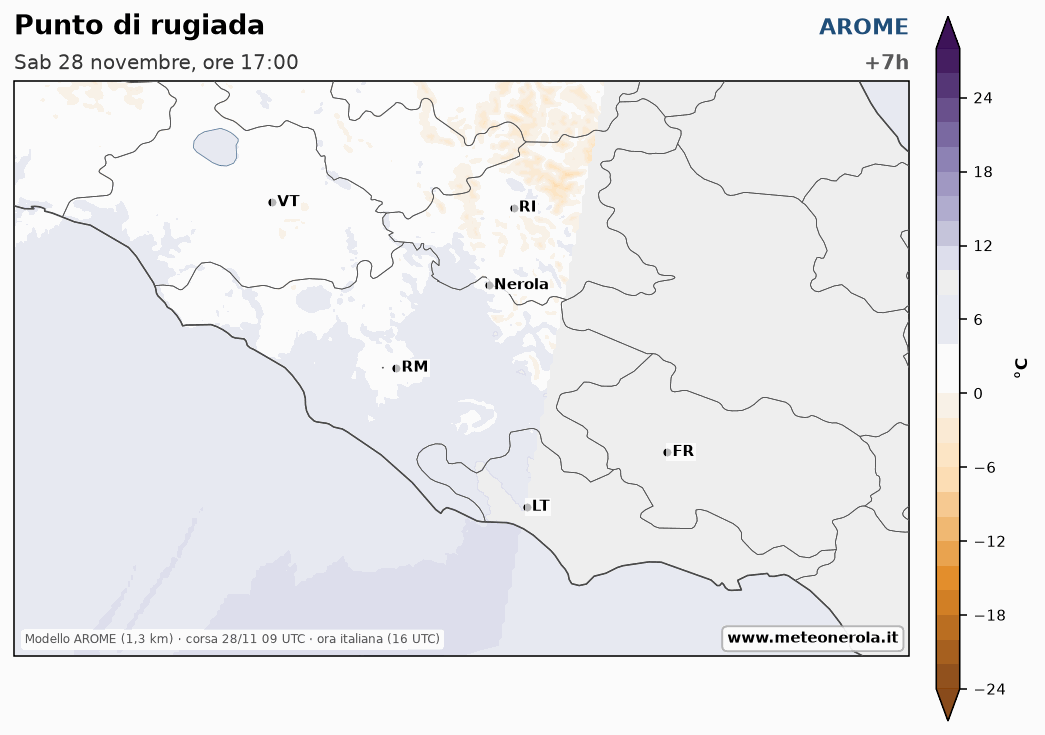 Punto di rugiada
AROME
Sab 28 novembre, ore 17:00
+7h
24
18
12
6
0
−6
−12
−18
−24
°C
VT
RI
Nerola
RM
FR
LT
Modello AROME (1,3 km) · corsa 28/11 09 UTC · ora italiana (16 UTC)
www.meteonerola.it